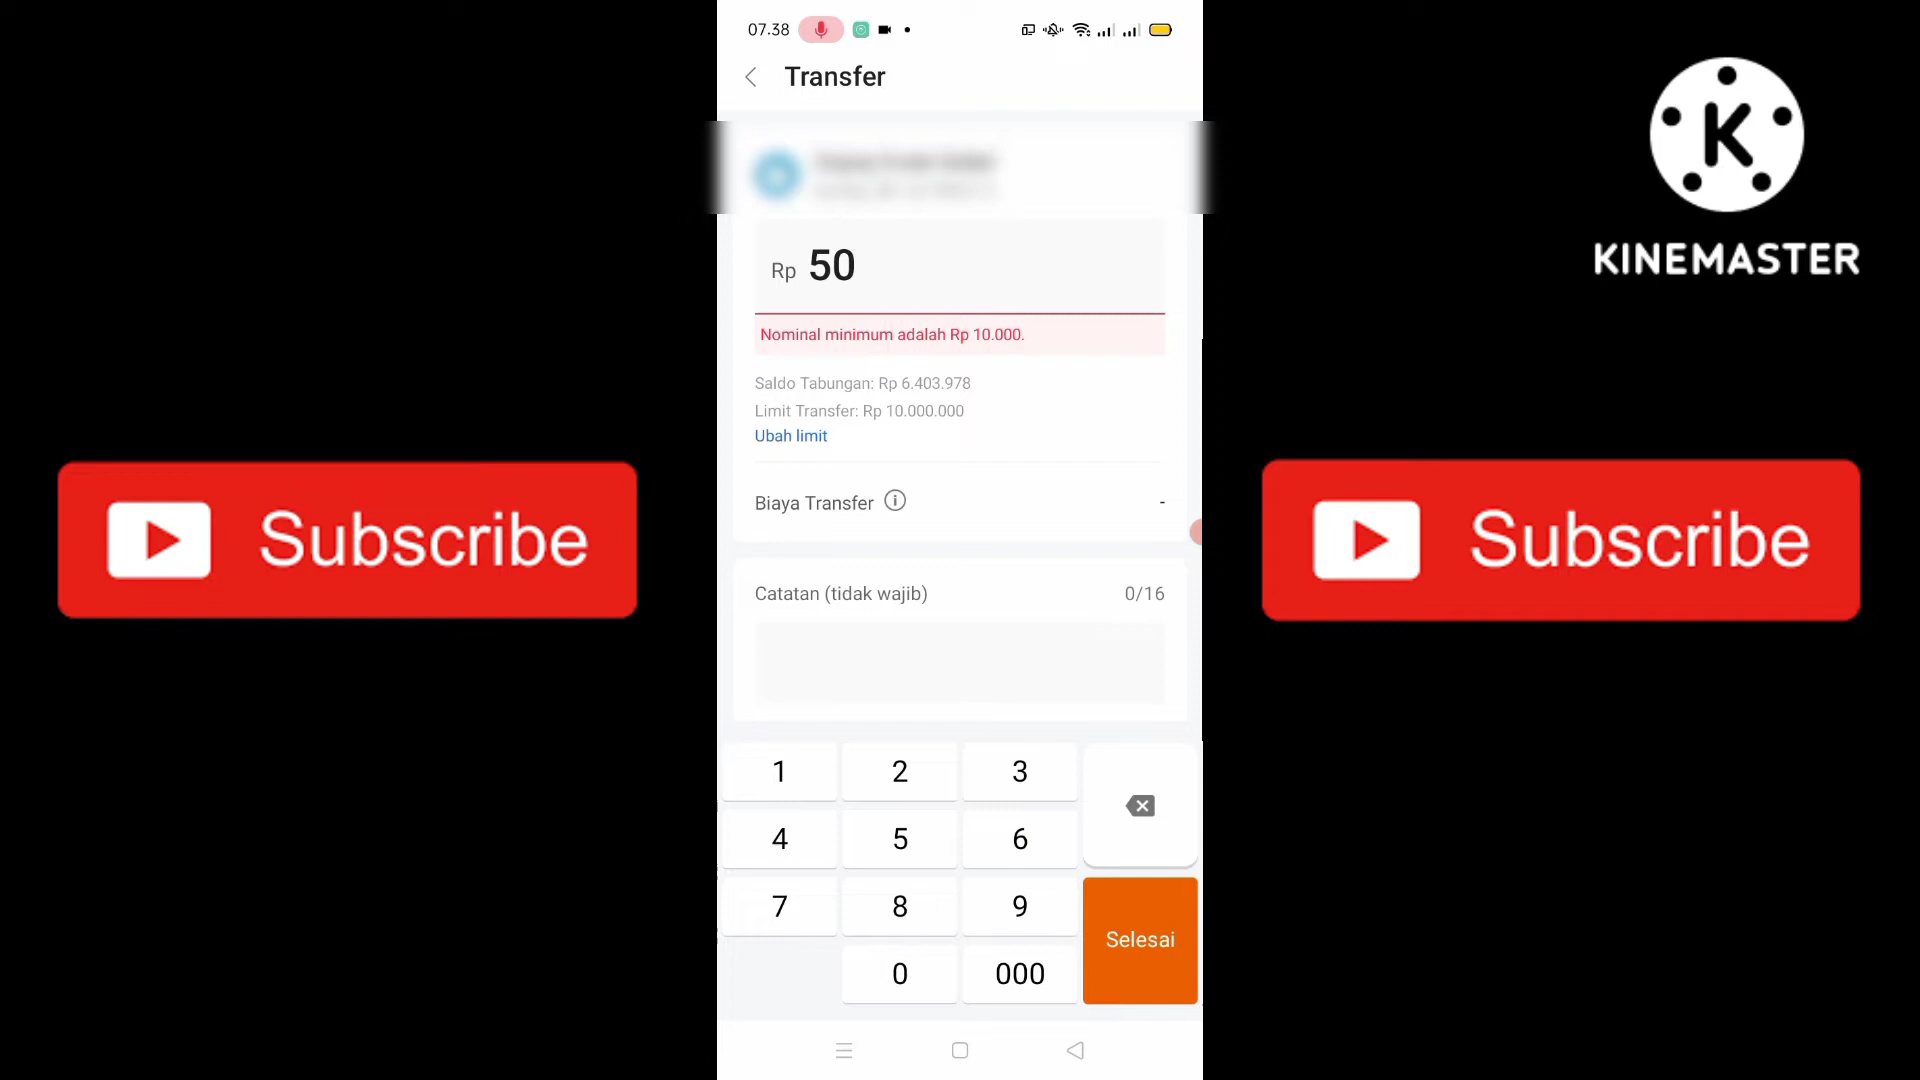 07.38
Transfer
Rp 50
Nominal minimum adalah Rp 10.000.
Saldo Tabungan: Rp 6.403.978
Limit Transfer: Rp 10.000.000
Ubah limit
Biaya Transfer -
Catatan (tidak wajib) 0/16
1 2 3
4 5 6
7 8 9
Selesai
0 000
Subscribe
Subscribe
K
KINEMASTER